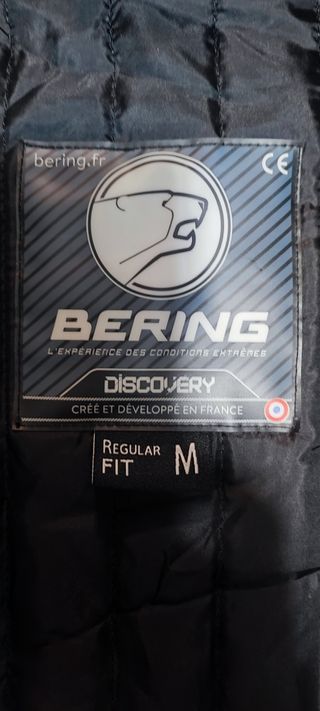 bering.fr CE
BERING
L'EXPÉRIENCE DES CONDITIONS EXTRÊMES
DISCOVERY
CRÉÉ ET DÉVELOPPÉ EN FRANCE
REGULAR
FIT M